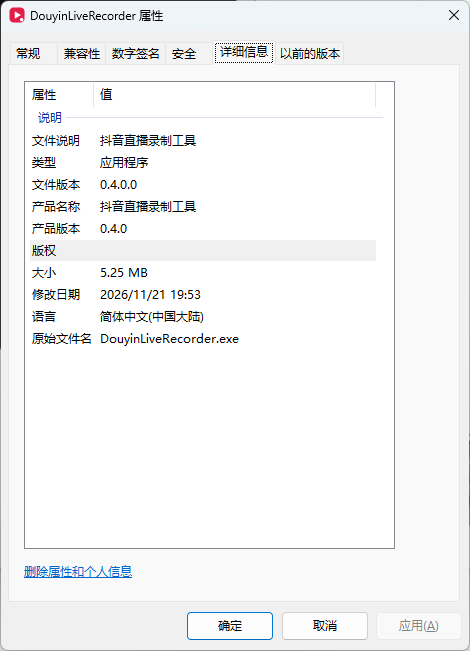 DouyinLiveRecorder 属性
常规 兼容性 数字签名 安全 详细信息 以前的版本
属性 值
说明
文件说明 抖音直播录制工具
类型 应用程序
文件版本 0.4.0.0
产品名称 抖音直播录制工具
产品版本 0.4.0
版权
大小 5.25 MB
修改日期 2026/11/21 19:53
语言 简体中文(中国大陆)
原始文件名 DouyinLiveRecorder.exe
删除属性和个人信息
确定 取消 应用(A)